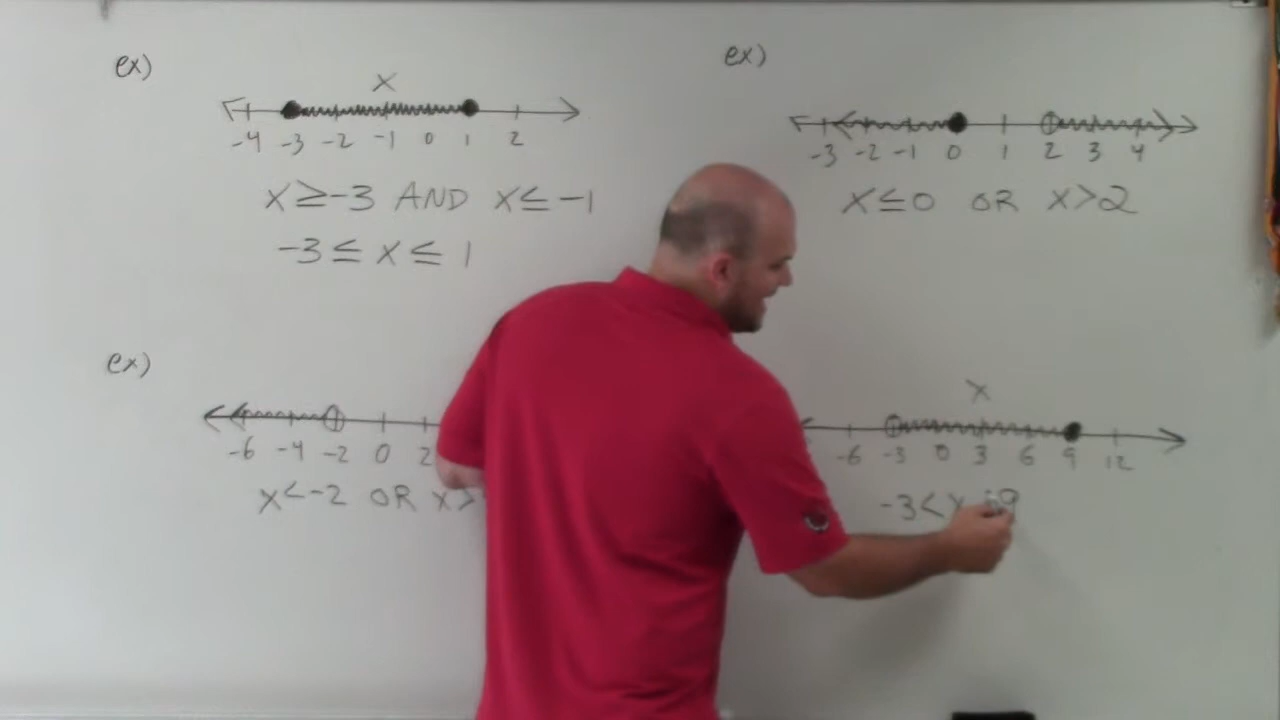 ex)
X
-4 -3 -2 -1 0 1 2
X ≥ -3 AND X ≤ -1
-3 ≤ X ≤ 1
ex)
-3 -2 -1 0 1 2 3 4
X ≤ 0 OR X > 2
ex)
-6 -4 -2 0 2
X < -2 OR X >
X
-6 -3 0 3 6 9 12
-3 < X 9